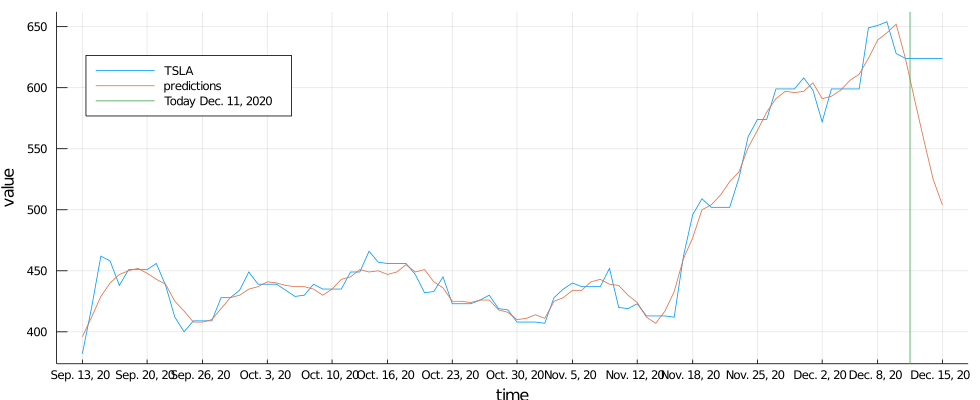 650
600
550
500
450
400
value
TSLA
predictions
Today Dec. 11, 2020
Sep. 13, 20 Sep. 20, 20 Sep. 26, 20 Oct. 3, 20 Oct. 10, 20 Oct. 16, 20 Oct. 23, 20 Oct. 30, 20 Nov. 5, 20 Nov. 12, 20 Nov. 18, 20 Nov. 25, 20 Dec. 2, 20 Dec. 8, 20 Dec. 15, 20
time